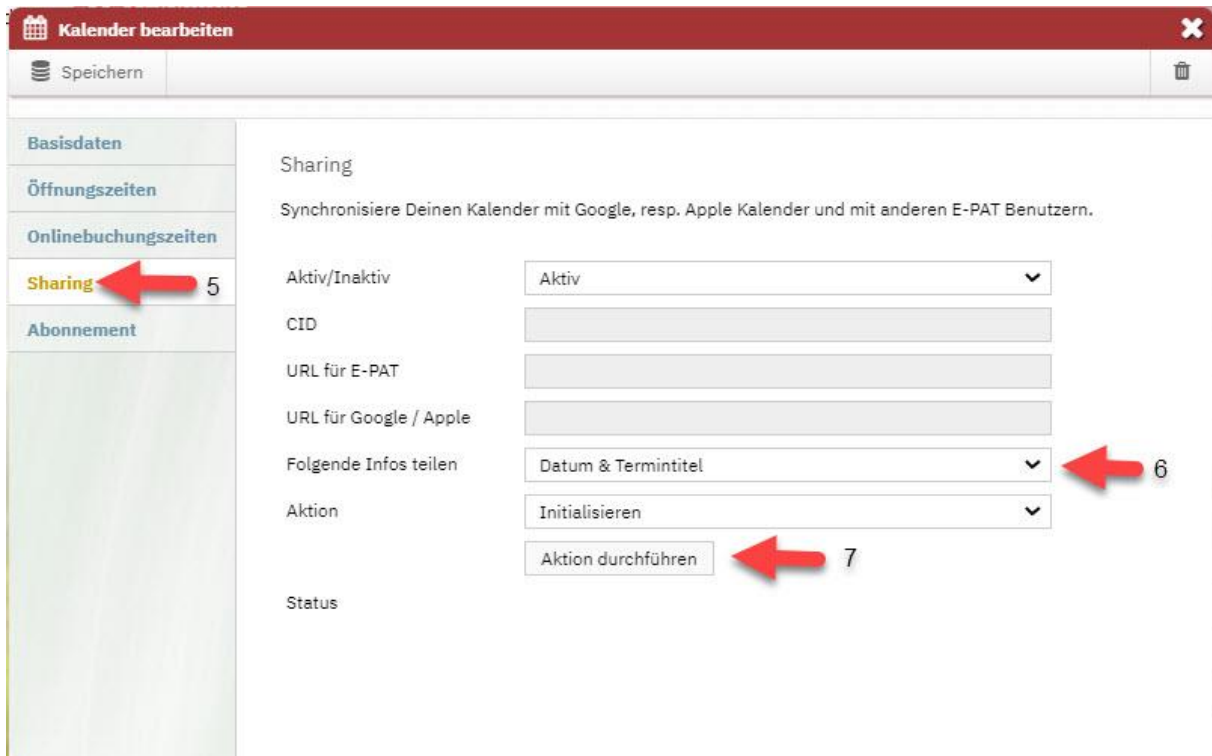 Kalender bearbeiten
Speichern
Basisdaten
Öffnungszeiten
Onlinebuchungszeiten
Sharing
5
Abonnement
Sharing
Synchronisiere Deinen Kalender mit Google, resp. Apple Kalender und mit anderen E-PAT Benutzern.
Aktiv/Inaktiv Aktiv
CID
URL für E-PAT
URL für Google / Apple
Folgende Infos teilen Datum & Termintitel 6
Aktion Initialisieren
Aktion durchführen 7
Status